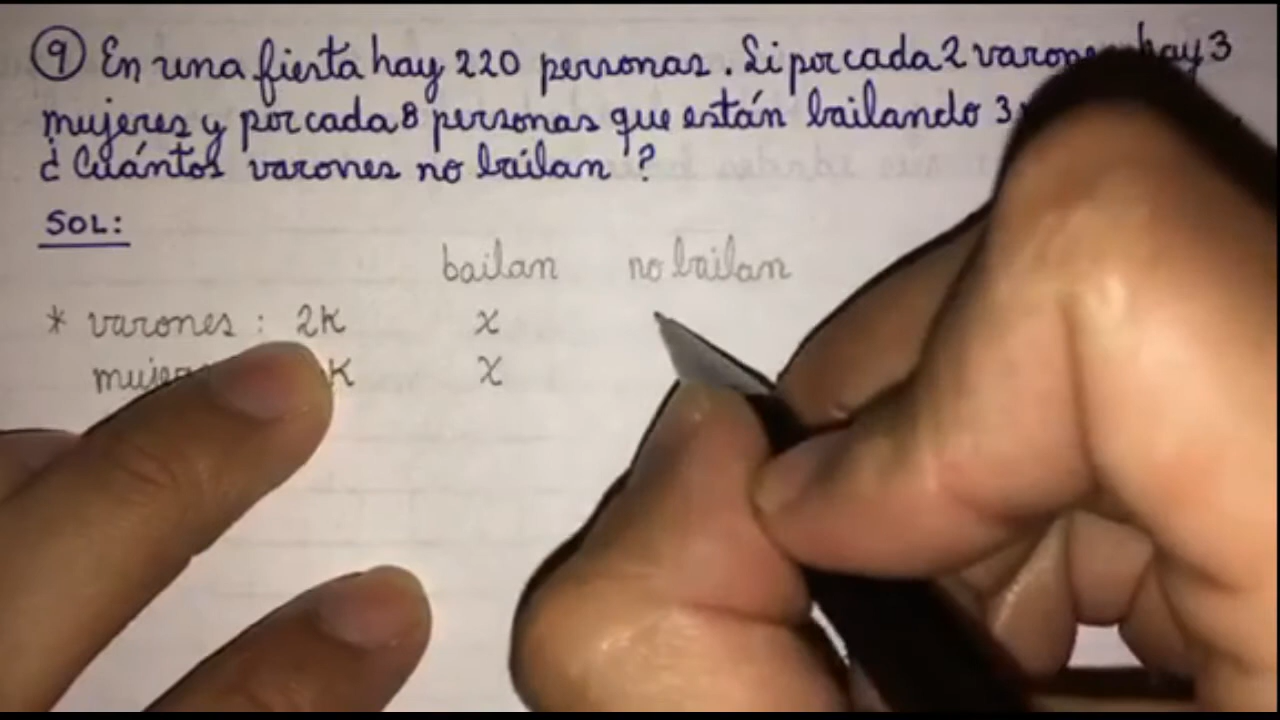 9 En una fiesta hay 220 personas. Si por cada 2 varones hay 3
mujeres y por cada 8 personas que están bailando 3
¿Cuántos varones no bailan?
SOL:
bailan no bailan
* varones: 2K x
K x